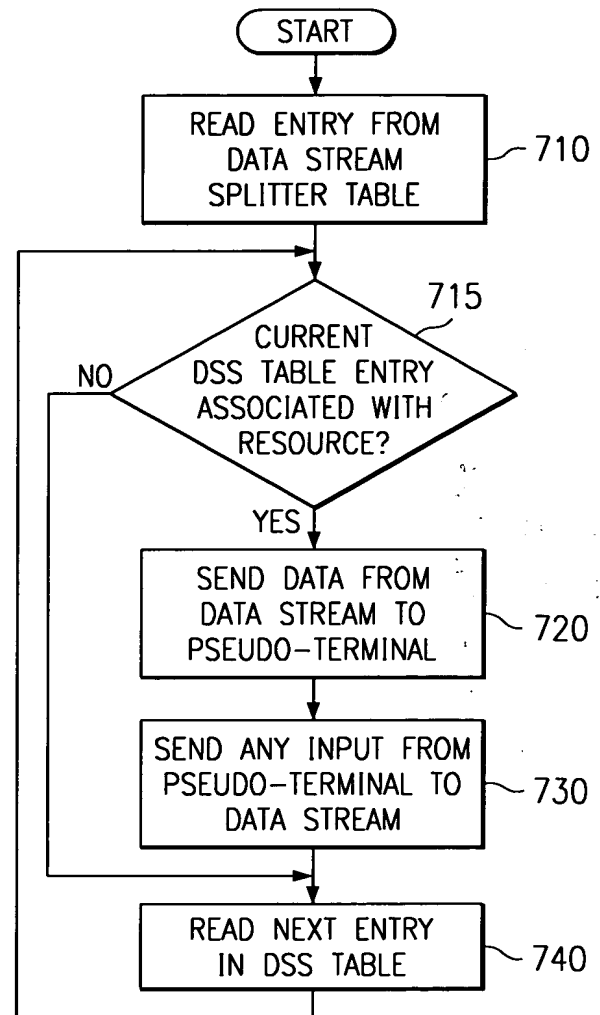 START
READ ENTRY FROM
DATA STREAM
SPLITTER TABLE
710
715
CURRENT
DSS TABLE ENTRY
ASSOCIATED WITH
RESOURCE?
NO
YES
SEND DATA FROM
DATA STREAM TO
PSEUDO-TERMINAL
720
SEND ANY INPUT FROM
PSEUDO-TERMINAL TO
DATA STREAM
730
READ NEXT ENTRY
IN DSS TABLE
740